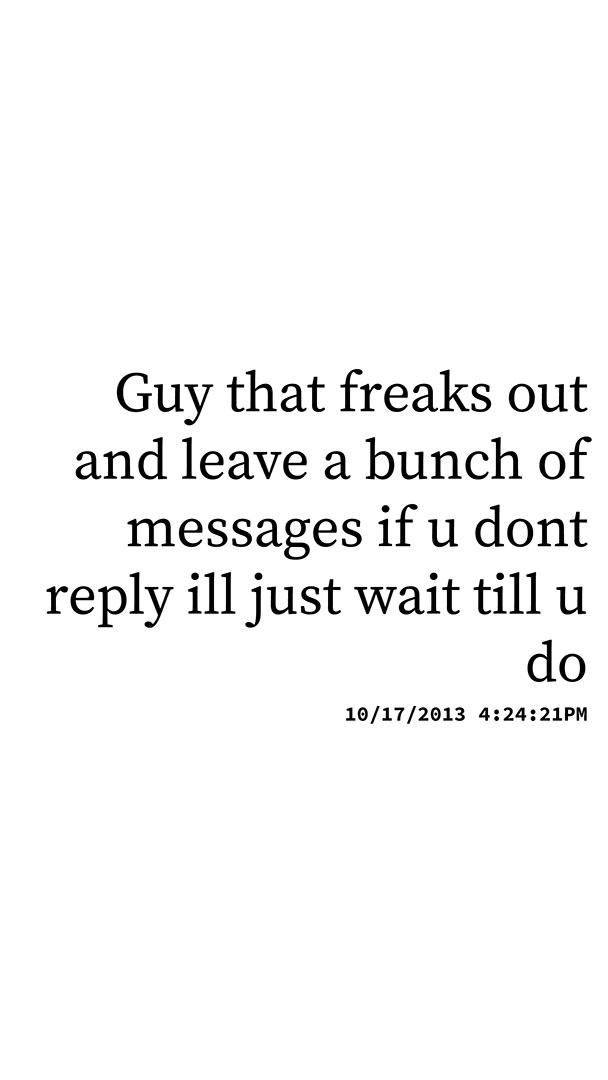 Guy that freaks out
and leave a bunch of
messages if u dont
reply ill just wait till u
do
10/17/2013 4:24:21PM